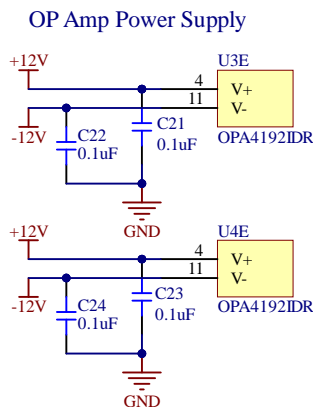 OP Amp Power Supply
+12V
U3E
4
V+
11
V-
-12V
C21
0.1uF
C22
0.1uF
OPA4192IDR
GND
+12V
U4E
4
V+
11
V-
-12V
C23
0.1uF
C24
0.1uF
OPA4192IDR
GND